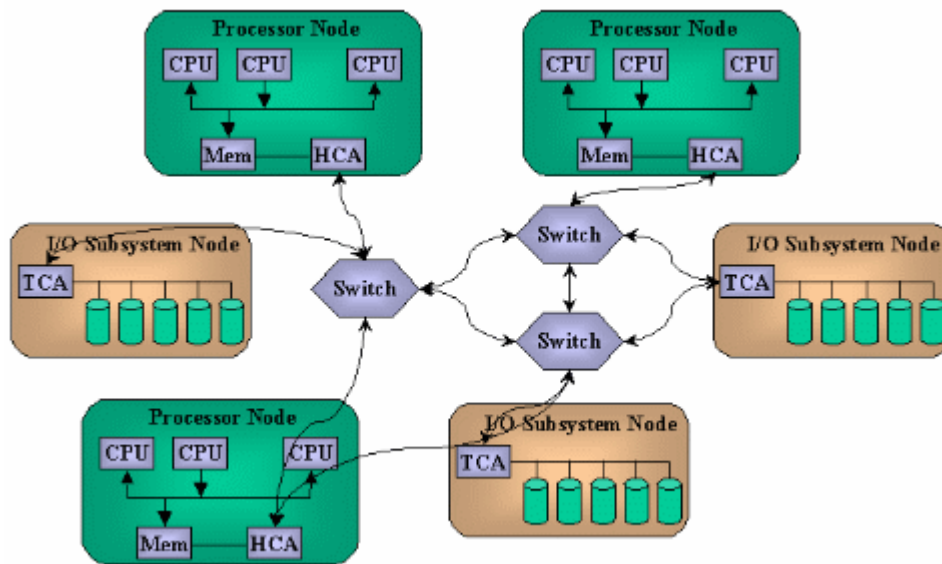 Processor Node
CPU CPU CPU
Mem HCA
Processor Node
CPU CPU CPU
Mem HCA
I/O Subsystem Node
TCA
Switch
Switch
Switch
I/O Subsystem Node
TCA
Processor Node
CPU CPU CPU
Mem HCA
I/O Subsystem Node
TCA